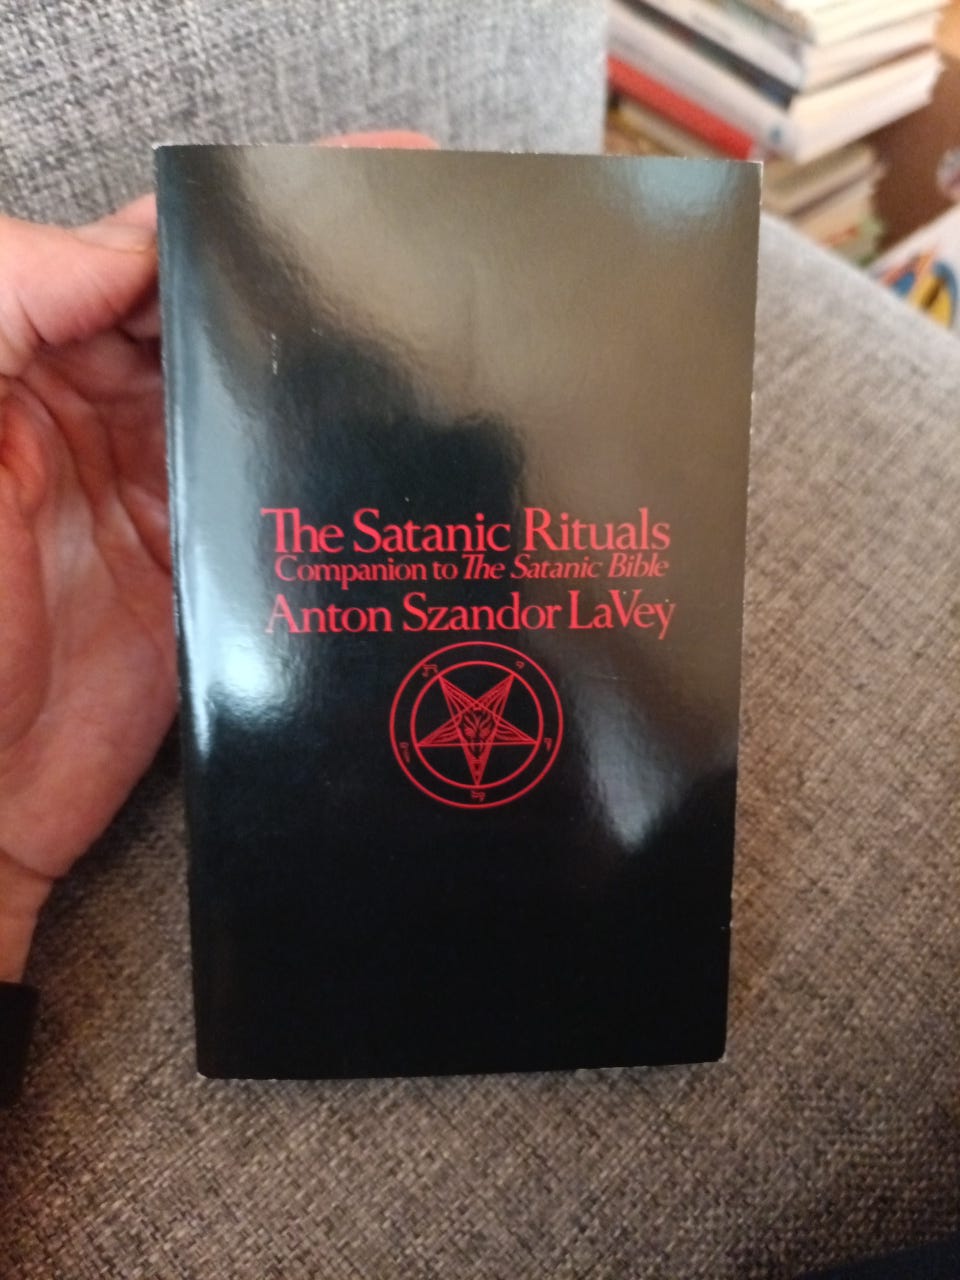 The Satanic Rituals
Companion to The Satanic Bible
Anton Szandor LaVey